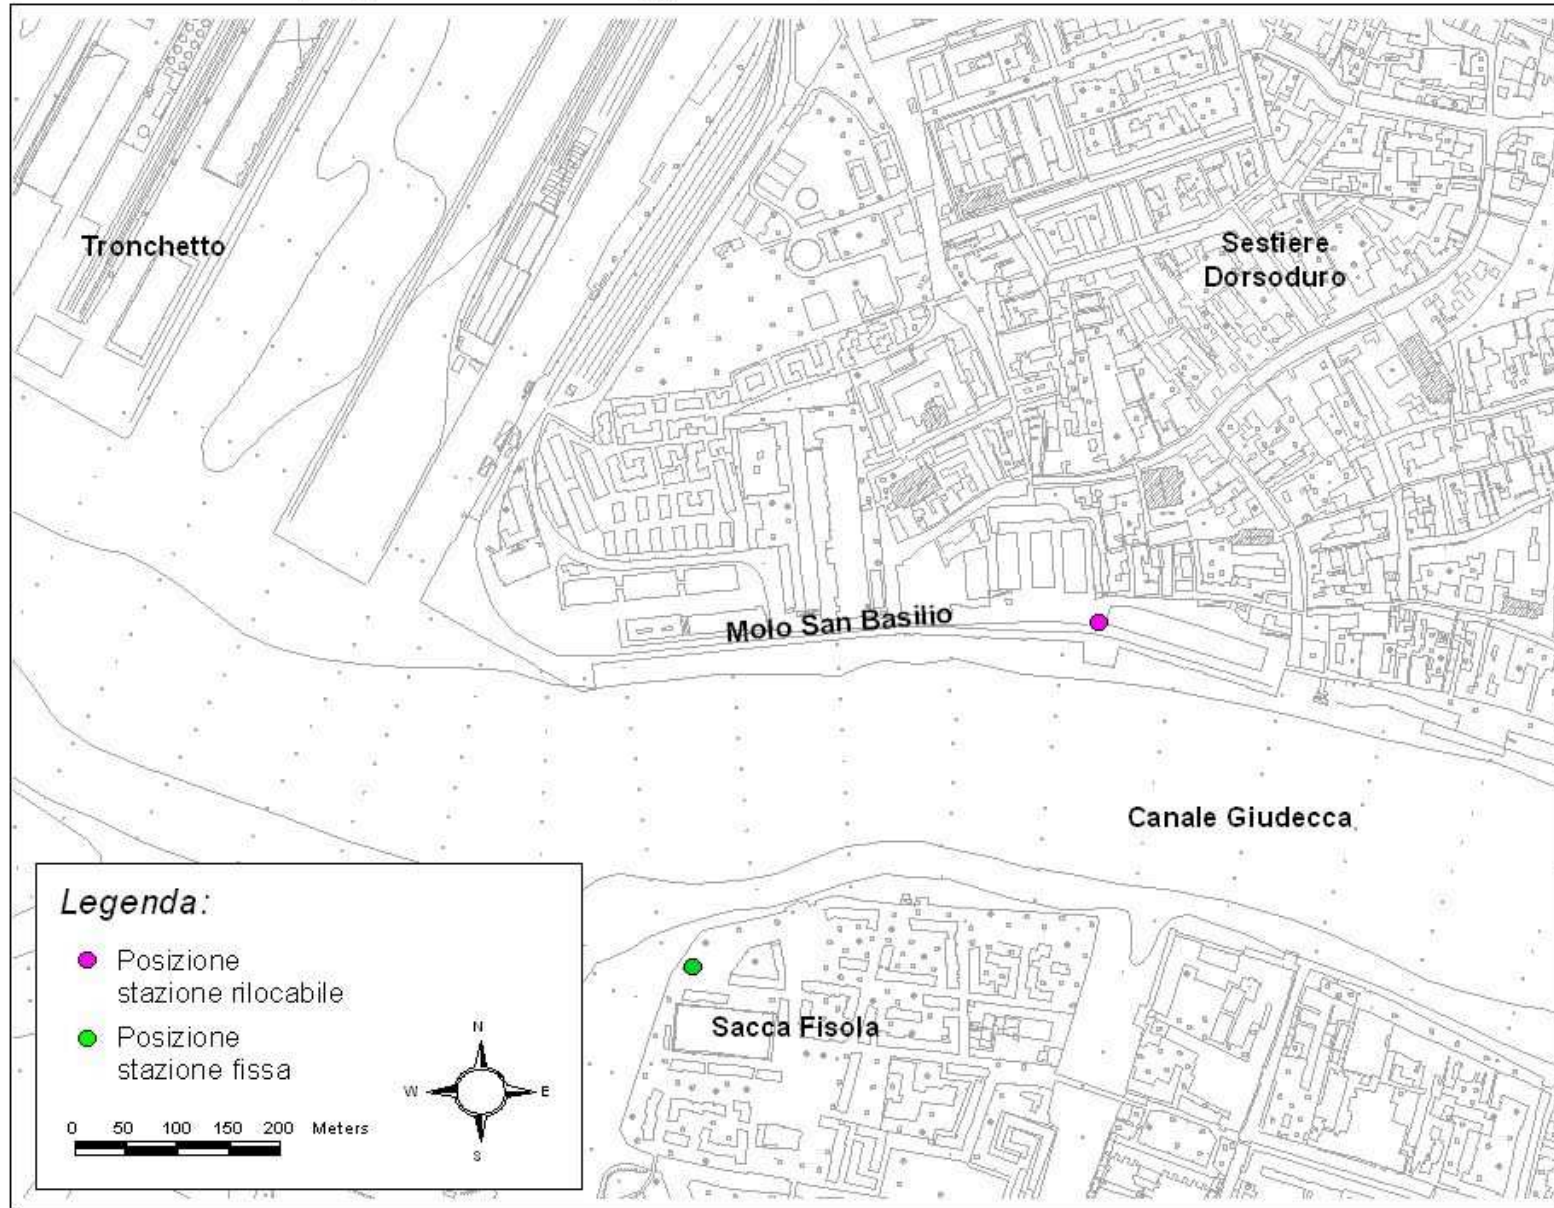 Tronchetto
Sestiere
Dorsoduro
Molo San Basilio
Canale Giudecca
Legenda:
Posizione
stazione rilocabile
Posizione
stazione fissa
N
W E
S
0 50 100 150 200 Meters
Sacca Fisola